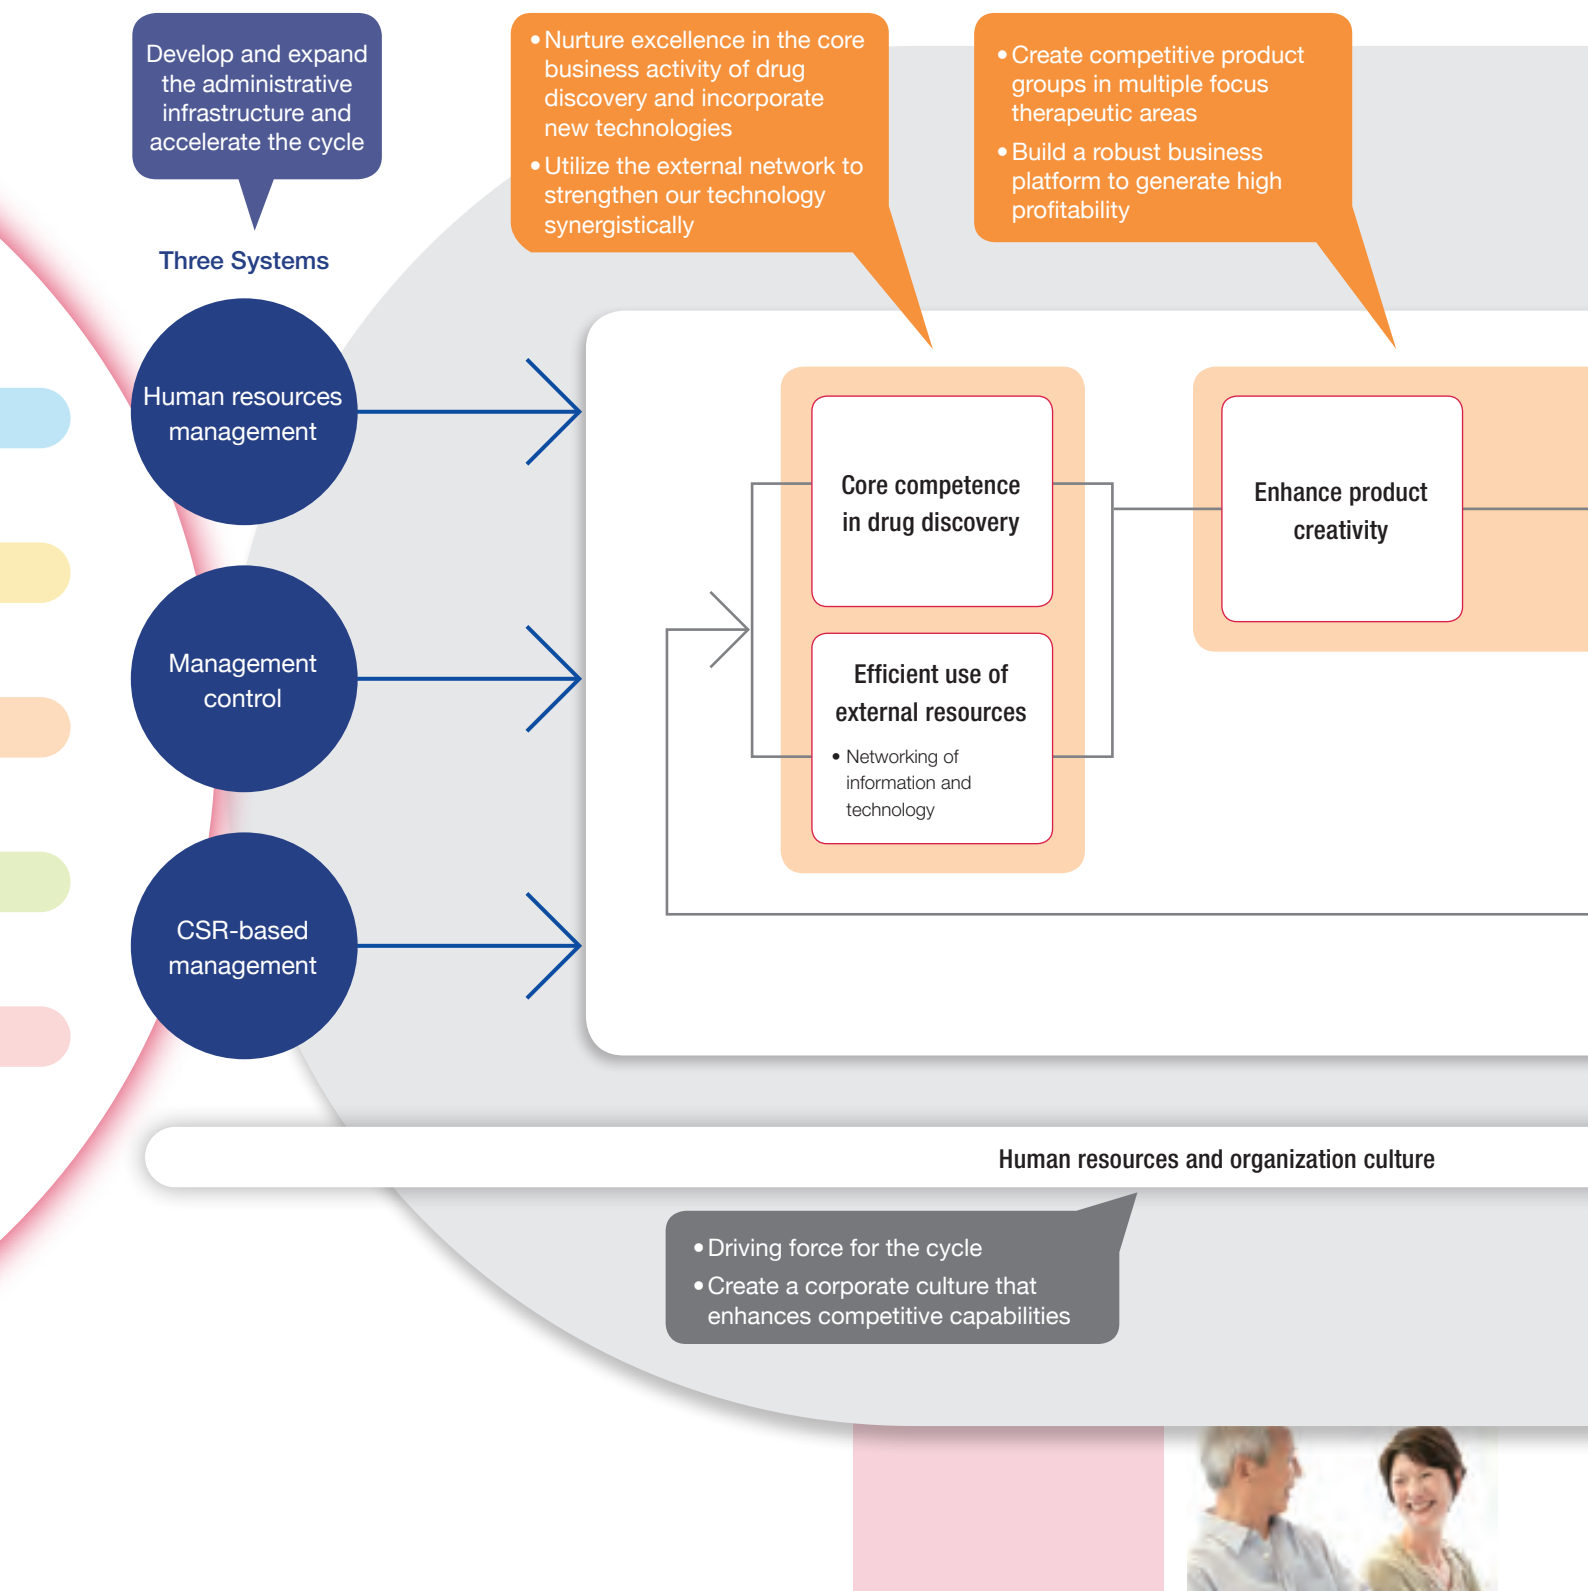 Develop and expand
the administrative
infrastructure and
accelerate the cycle
• Nurture excellence in the core
business activity of drug
discovery and incorporate
new technologies
• Utilize the external network to
strengthen our technology
synergistically
• Create competitive product
groups in multiple focus
therapeutic areas
• Build a robust business
platform to generate high
profitability
Three Systems
Human resources
management
Management
control
CSR-based
management
Core competence
in drug discovery
Efficient use of
external resources
• Networking of
information and
technology
Enhance product
creativity
Human resources and organization culture
• Driving force for the cycle
• Create a corporate culture that
enhances competitive capabilities